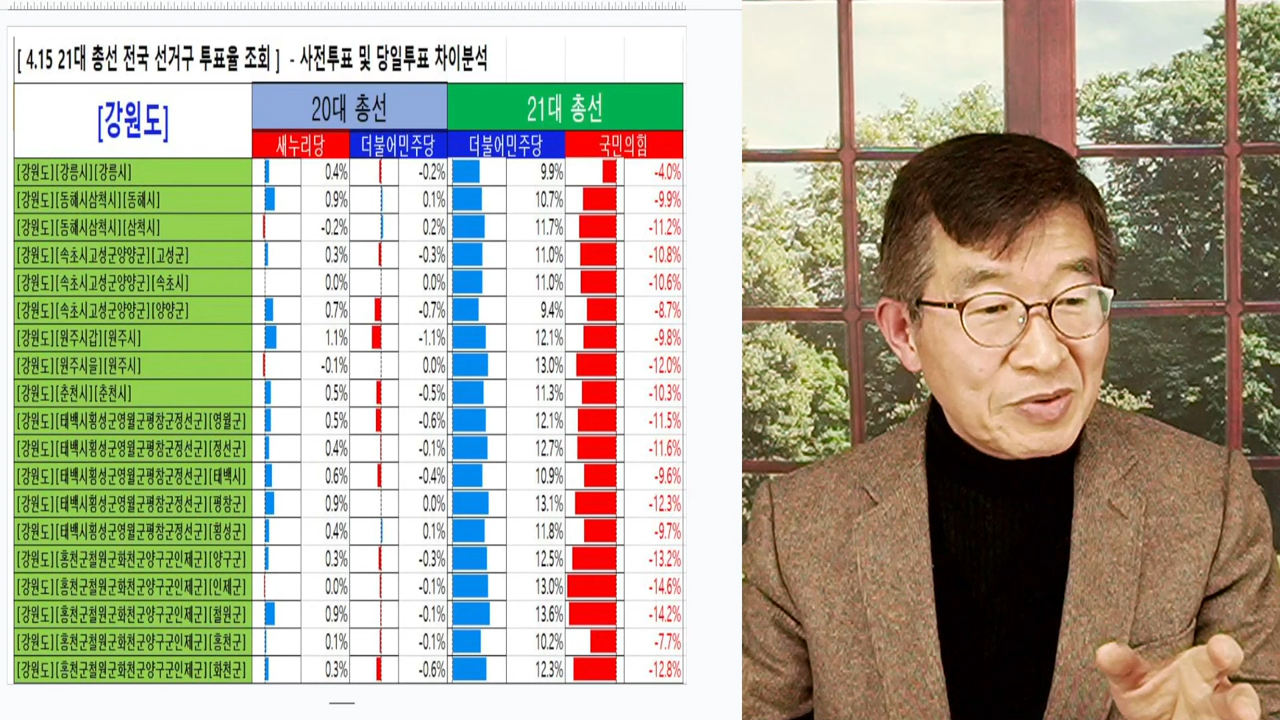 [ 4.15 21대 총선 전국 선거구 투표율 조회 ] - 사전투표 및 당일투표 차이분석
[강원도] 20대 총선 21대 총선
새누리당 더불어민주당 더불어민주당 국민의힘
[강원도][강릉시][강릉시] 0.4% -0.2% 9.9% -4.0%
[강원도][동해시삼척시][동해시] 0.9% 0.1% 10.7% -9.9%
[강원도][동해시삼척시][삼척시] -0.2% 0.2% 11.7% -11.2%
[강원도][속초시고성군양양군][고성군] 0.3% -0.3% 11.0% -10.8%
[강원도][속초시고성군양양군][속초시] 0.0% 0.0% 11.0% -10.6%
[강원도][속초시고성군양양군][양양군] 0.7% -0.7% 9.4% -8.7%
[강원도][원주시갑][원주시] 1.1% -1.1% 12.1% -9.8%
[강원도][원주시을][원주시] -0.1% 0.0% 13.0% -12.0%
[강원도][춘천시][춘천시] 0.5% -0.5% 11.3% -10.3%
[강원도][태백시횡성군영월군평창군정선군][영월군] 0.5% -0.6% 12.1% -11.5%
[강원도][태백시횡성군영월군평창군정선군][정선군] 0.4% -0.1% 12.7% -11.6%
[강원도][태백시횡성군영월군평창군정선군][태백시] 0.6% -0.4% 10.9% -9.6%
[강원도][태백시횡성군영월군평창군정선군][평창군] 0.9% 0.0% 13.1% -12.3%
[강원도][태백시횡성군영월군평창군정선군][횡성군] 0.4% 0.1% 11.8% -9.7%
[강원도][홍천군철원군화천군양구군인제군][양구군] 0.3% -0.3% 12.5% -13.2%
[강원도][홍천군철원군화천군양구군인제군][인제군] 0.0% -0.1% 13.0% -14.6%
[강원도][홍천군철원군화천군양구군인제군][철원군] 0.9% -0.1% 13.6% -14.2%
[강원도][홍천군철원군화천군양구군인제군][홍천군] 0.1% -0.1% 10.2% -7.7%
[강원도][홍천군철원군화천군양구군인제군][화천군] 0.3% -0.6% 12.3% -12.8%